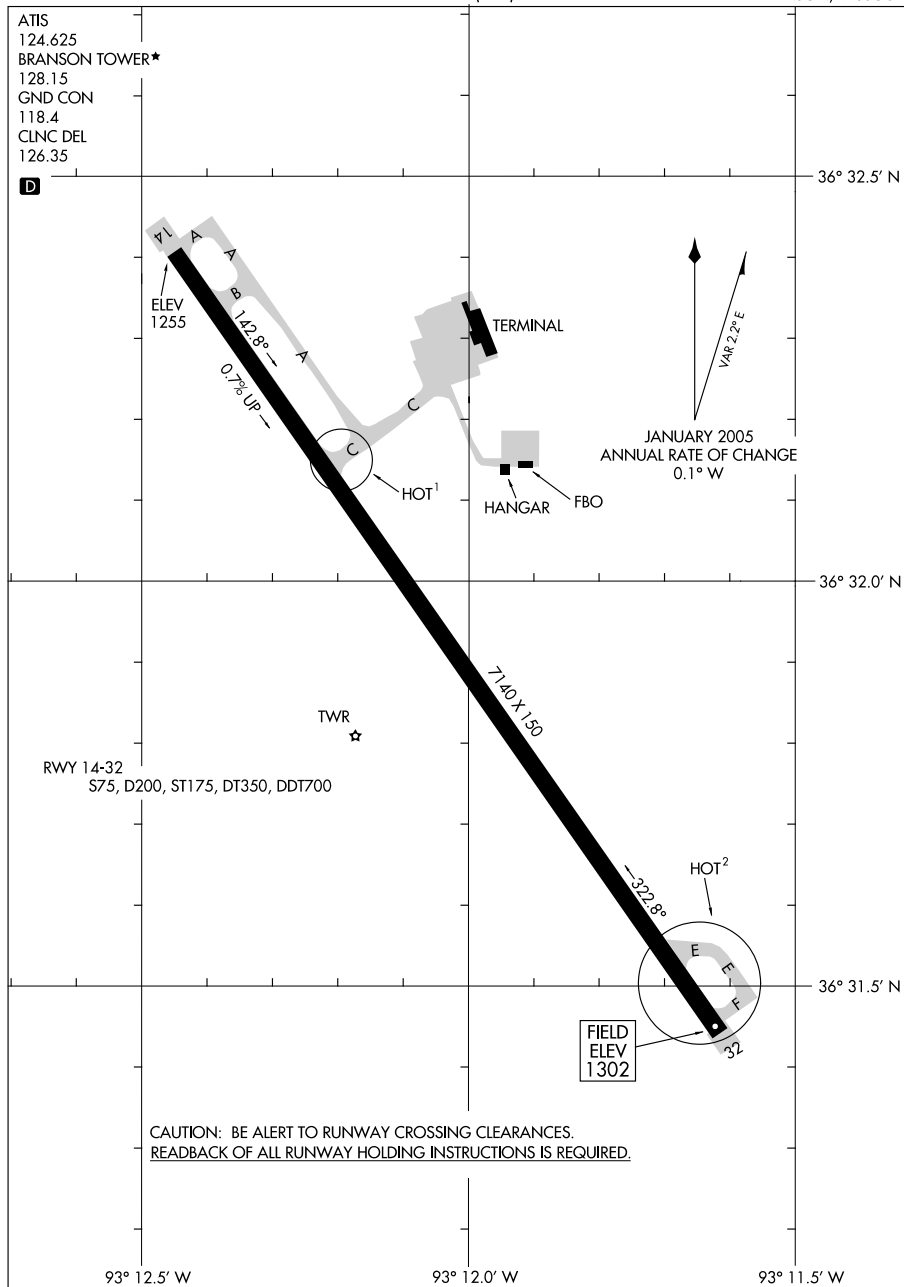 ATIS
124.625
BRANSON TOWER★
128.15
GND CON
118.4
CLNC DEL
126.35
D
36° 32.5' N
14
A
A
B
ELEV
1255
142.8°
0.7% UP
A
TERMINAL
VAR 2.2° E
C
C
JANUARY 2005
ANNUAL RATE OF CHANGE
0.1° W
HOT1
HANGAR
FBO
36° 32.0' N
7140 X 150
TWR
RWY 14-32
S75, D200, ST175, DT350, DDT700
HOT2
322.8°
E
E
F
36° 31.5' N
32
FIELD
ELEV
1302
CAUTION: BE ALERT TO RUNWAY CROSSING CLEARANCES.
READBACK OF ALL RUNWAY HOLDING INSTRUCTIONS IS REQUIRED.
93° 12.5' W
93° 12.0' W
93° 11.5' W